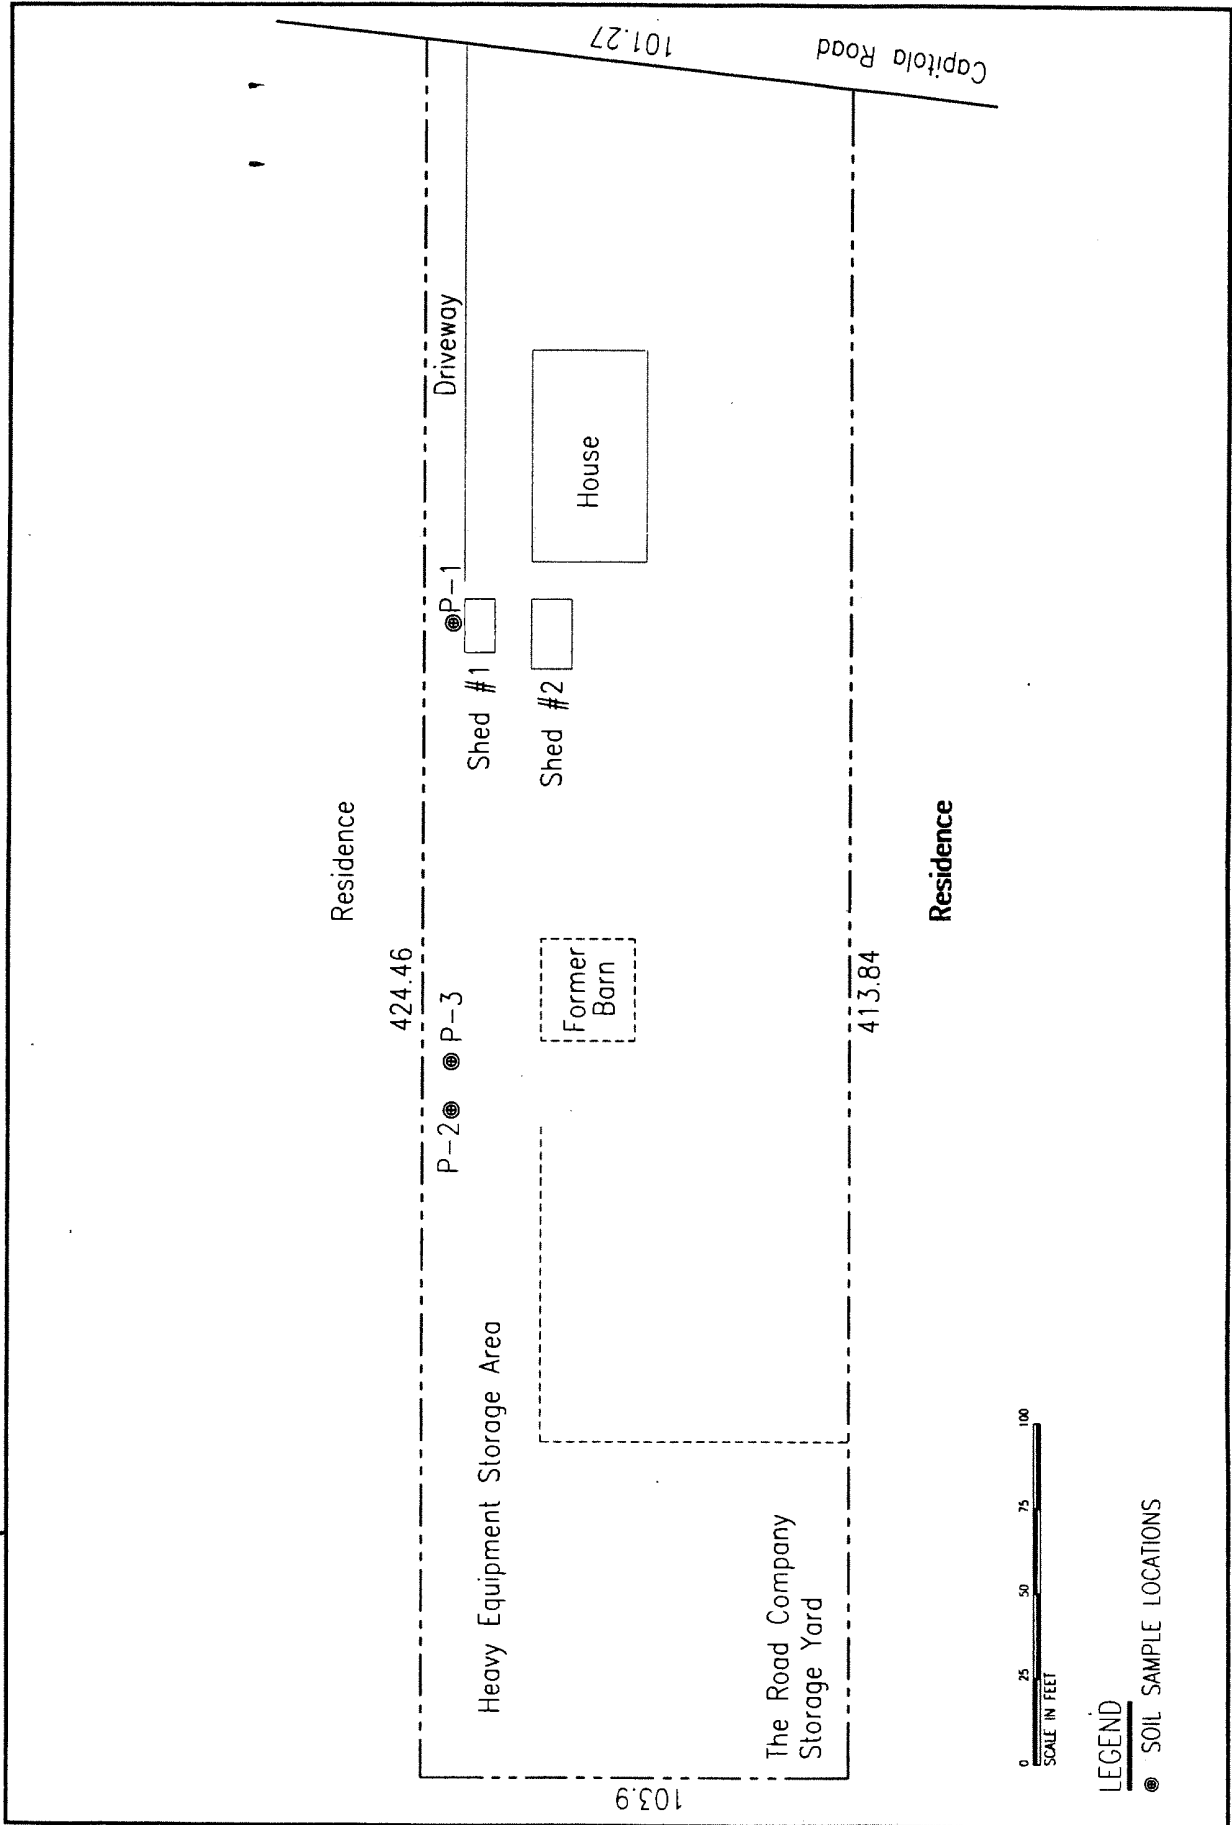 Capitola Road
101.27
Driveway
House
P-1
Shed #1
Shed #2
Residence
424.46
P-3
P-2
Former
Barn
413.84
Residence
Heavy Equipment Storage Area
The Road Company
Storage Yard
103.9
0 25 50 75 100
SCALE IN FEET
LEGEND
SOIL SAMPLE LOCATIONS